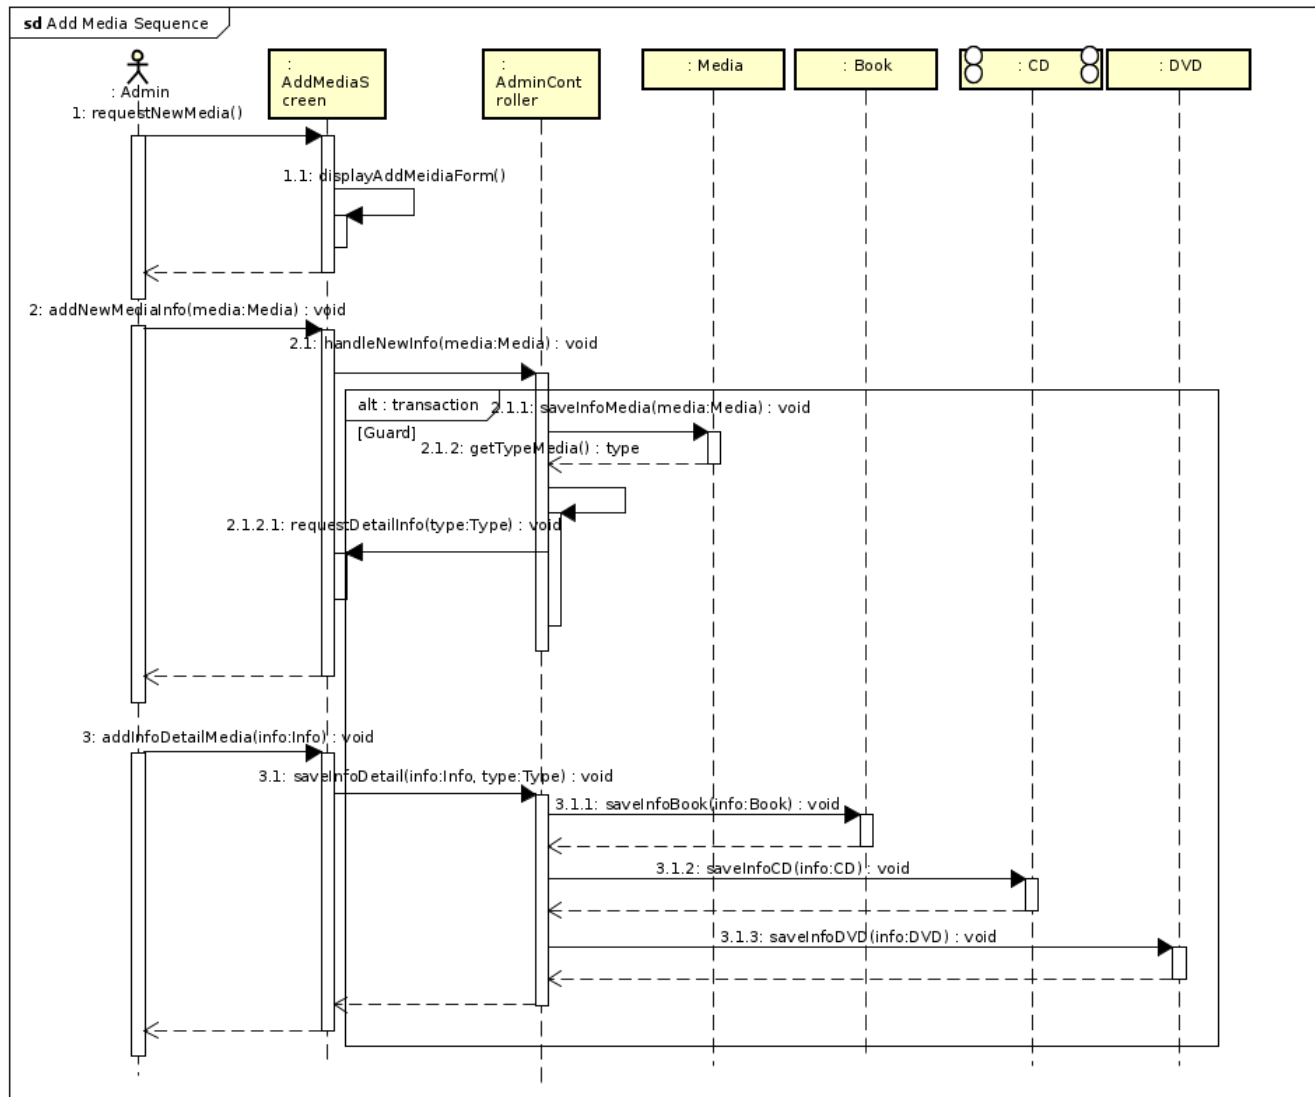 sd Add Media Sequence
: Admin
:
AddMediaS
creen
:
AdminCont
roller
: Media
: Book
: CD
: DVD
1: requestNewMedia()
1.1: displayAddMeidiaForm()
2: addNewMediaInfo(media:Media) : void
2.1: handleNewInfo(media:Media) : void
alt : transaction
[Guard]
2.1.1: saveInfoMedia(media:Media) : void
2.1.2: getTypeMedia() : type
2.1.2.1: requestDetailInfo(type:Type) : void
3: addInfoDetailMedia(info:Info) : void
3.1: saveInfoDetail(info:Info, type:Type) : void
3.1.1: saveInfoBook(info:Book) : void
3.1.2: saveInfoCD(info:CD) : void
3.1.3: saveInfoDVD(info:DVD) : void